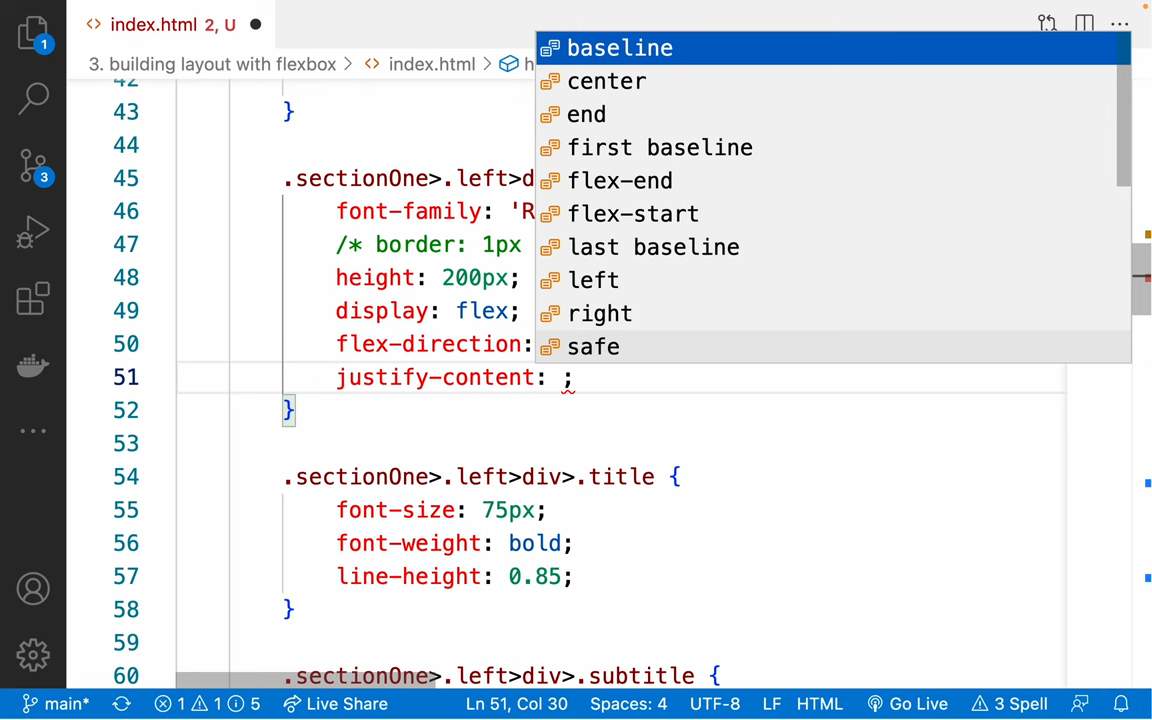 1
<> index.html 2, U
3. building layout with flexbox > <> index.html > h
baseline
center
end
first baseline
flex-end
flex-start
last baseline
left
right
safe
43 }
44
45 .sectionOne>.left>d
46 font-family: 'R
47 /* border: 1px
48 height: 200px;
49 display: flex;
50 flex-direction:
51 justify-content: ;
52 }
53
54 .sectionOne>.left>div>.title {
55 font-size: 75px;
56 font-weight: bold;
57 line-height: 0.85;
58 }
59
60 .sectionOne>.left>div>.subtitle {
3
main* 1 1 5 Live Share Ln 51, Col 30 Spaces: 4 UTF-8 LF HTML Go Live 3 Spell